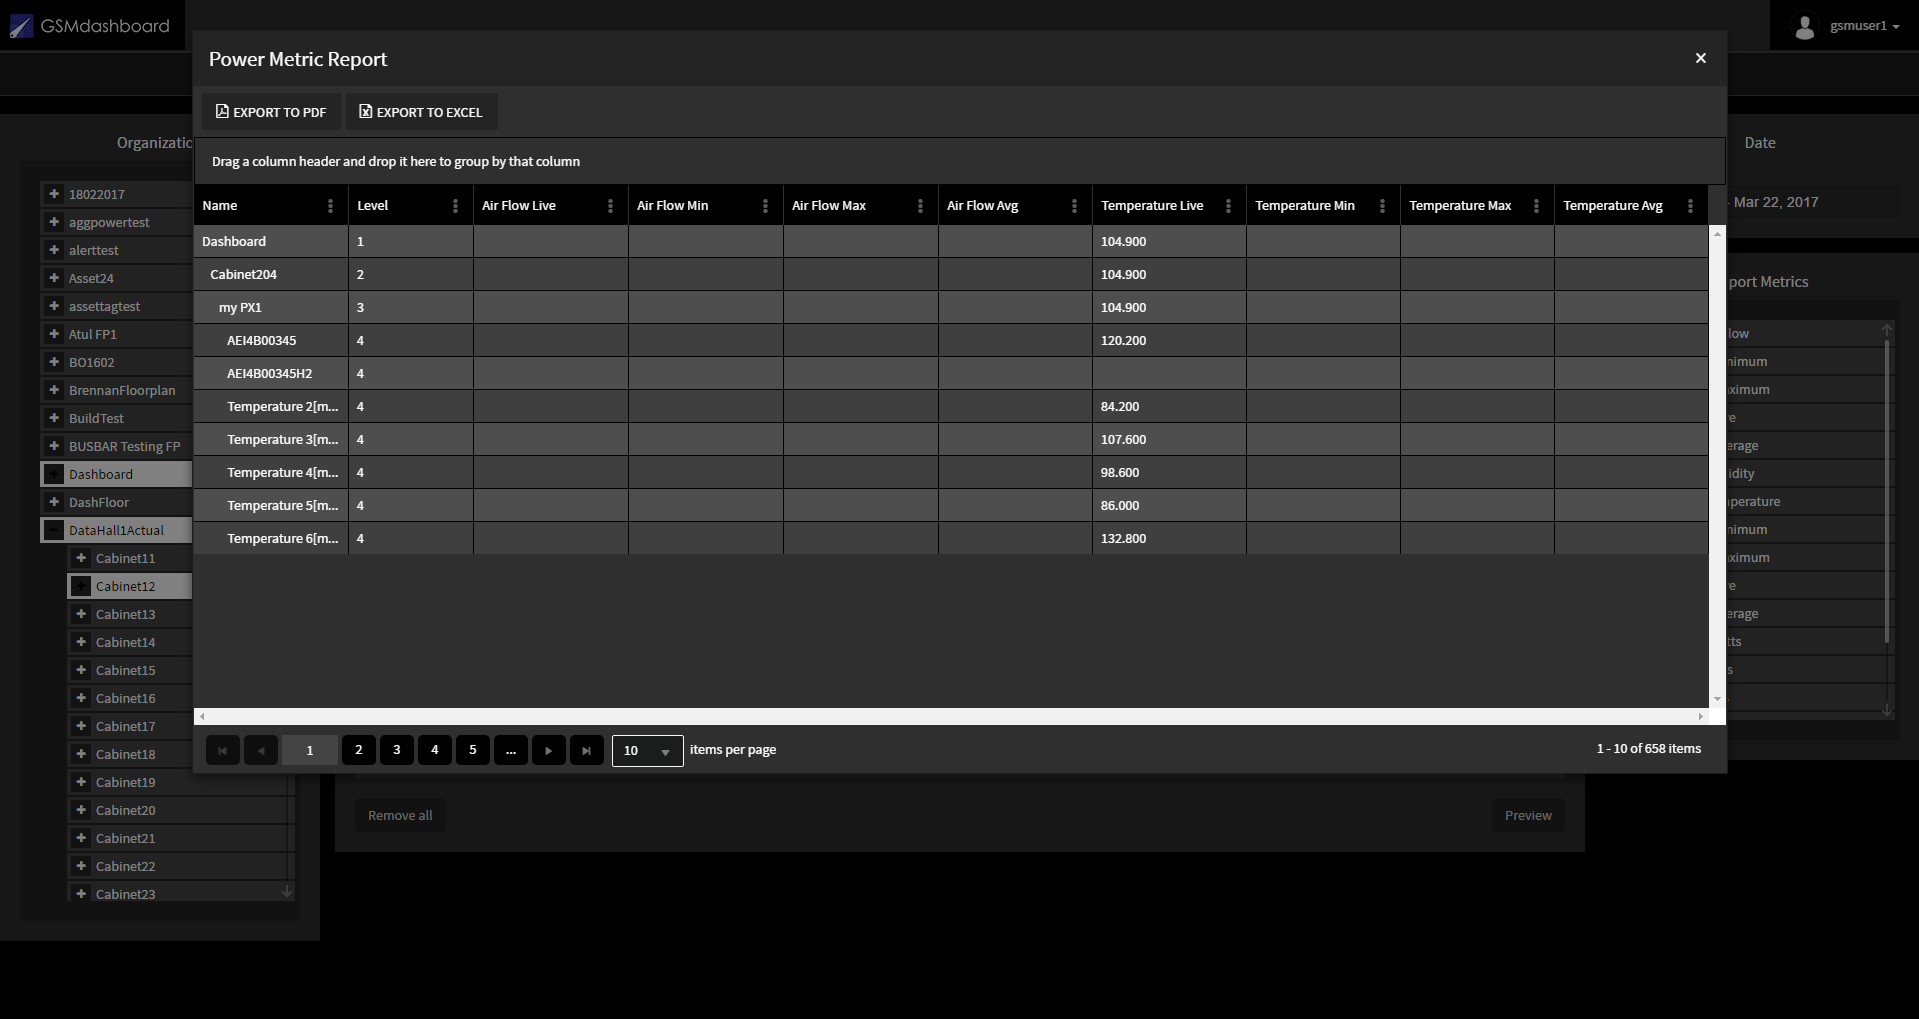 GSMdashboard
gsmuser1
Power Metric Report
EXPORT TO PDF
EXPORT TO EXCEL
Drag a column header and drop it here to group by that column
Name Level Air Flow Live Air Flow Min Air Flow Max Air Flow Avg Temperature Live Temperature Min Temperature Max Temperature Avg
Dashboard 1 104.900
Cabinet204 2 104.900
my PX1 3 104.900
AEI4B00345 4 120.200
AEI4B00345H2 4
Temperature 2[m... 4 84.200
Temperature 3[m... 4 107.600
Temperature 4[m... 4 98.600
Temperature 5[m... 4 86.000
Temperature 6[m... 4 132.800
1 2 3 4 5 ... 10 items per page
1 - 10 of 658 items
Organizatio
18022017
aggpowertest
alerttest
Asset24
assettagtest
Atul FP1
BO1602
BrennanFloorplan
BuildTest
BUSBAR Testing FP
Dashboard
DashFloor
DataHall1Actual
Cabinet11
Cabinet12
Cabinet13
Cabinet14
Cabinet15
Cabinet16
Cabinet17
Cabinet18
Cabinet19
Cabinet20
Cabinet21
Cabinet22
Cabinet23
Date
- Mar 22, 2017
port Metrics
low
nimum
ximum
re
erage
idity
perature
nimum
ximum
re
erage
tts
s
Remove all
Preview